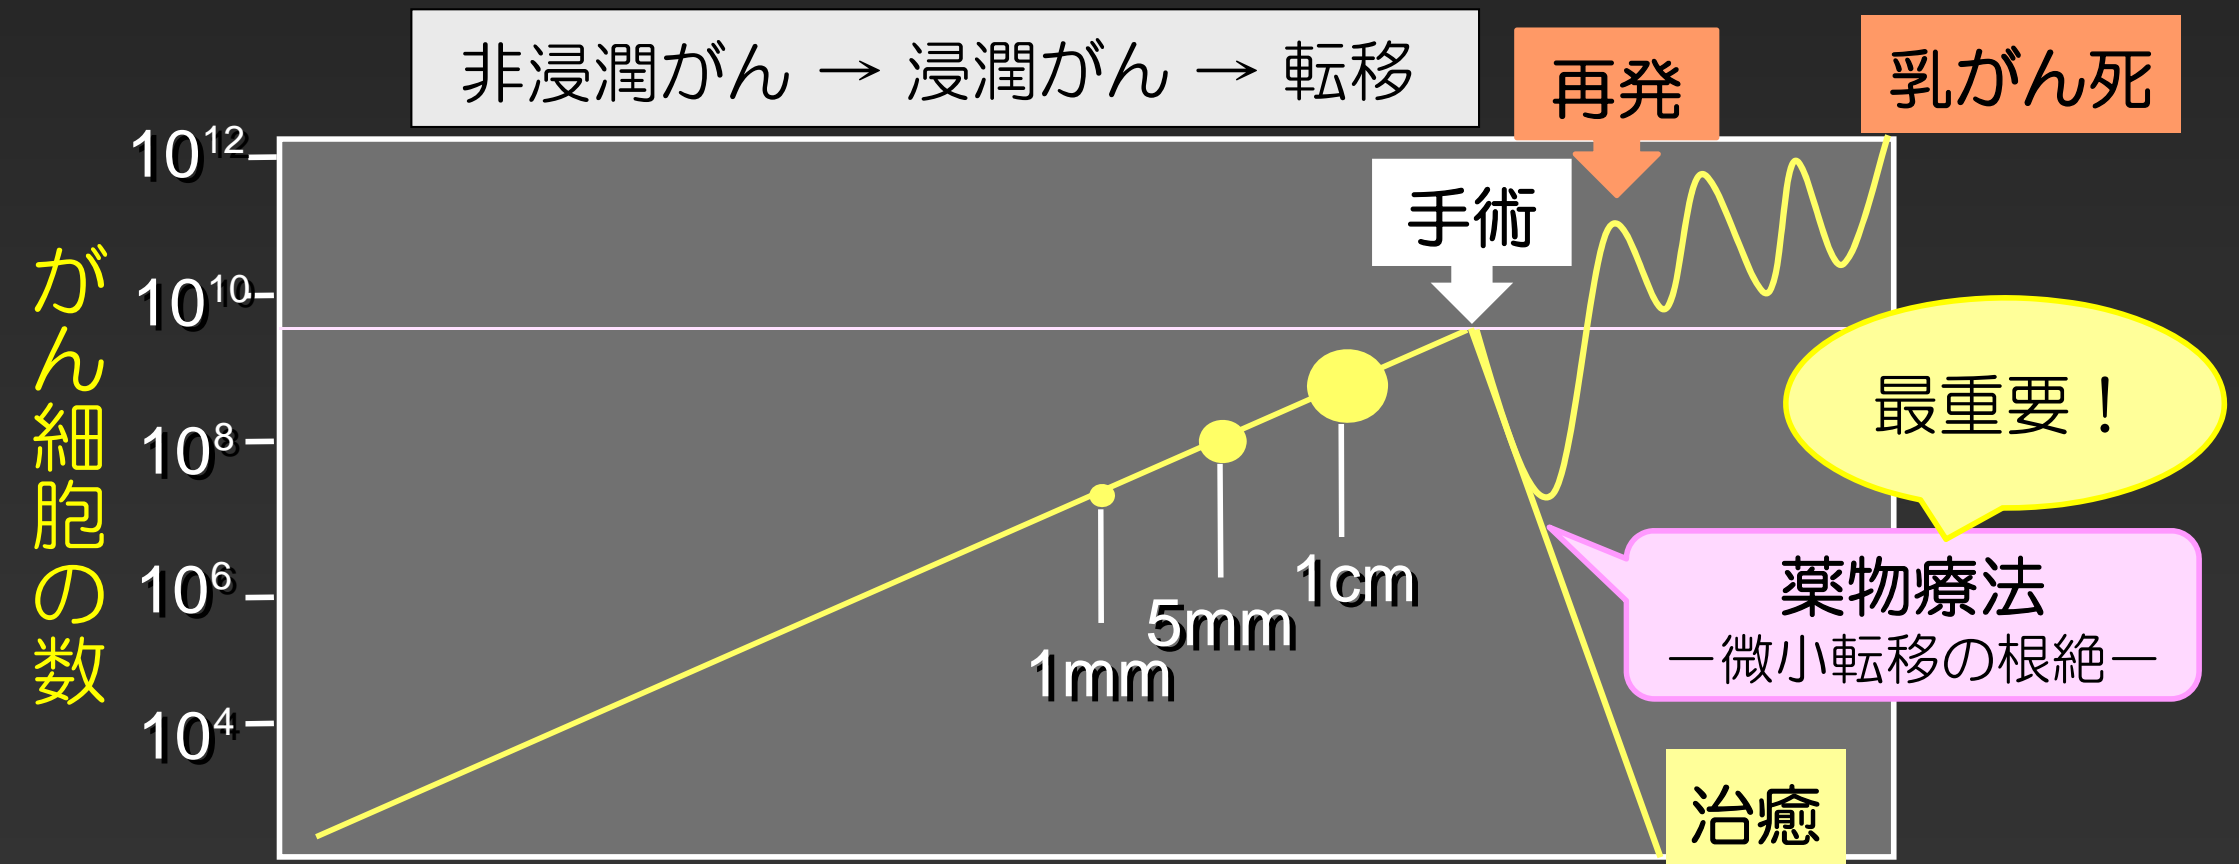 非浸潤がん → 浸潤がん → 転移
再発
乳がん死
手術
がん細胞の数
10¹²
10¹⁰
10⁸
10⁶
10⁴
1mm
5mm
1cm
最重要！
薬物療法
―微小転移の根絶―
治癒